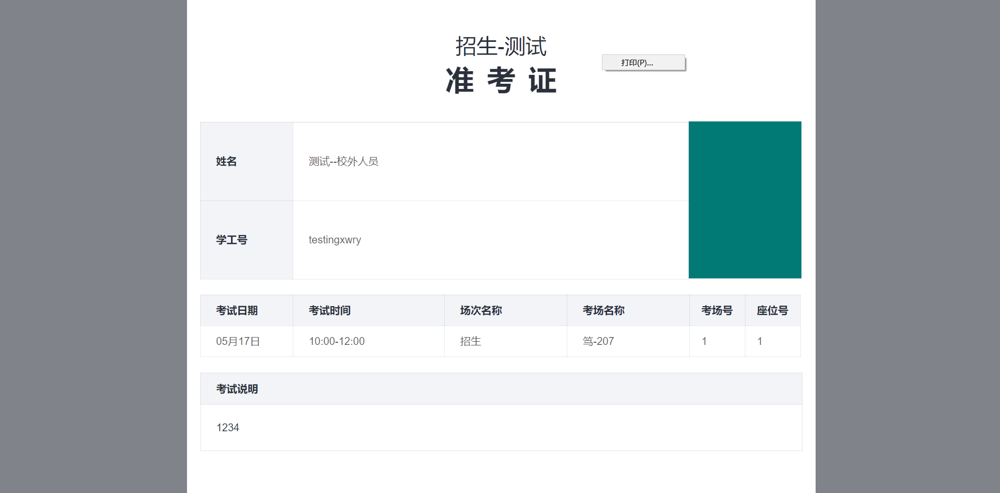 招生-测试
打印(P)...
准 考 证
姓名 测试--校外人员
学工号 testingxwry
考试日期 考试时间 场次名称 考场名称 考场号 座位号
05月17日 10:00-12:00 招生 笃-207 1 1
考试说明
1234